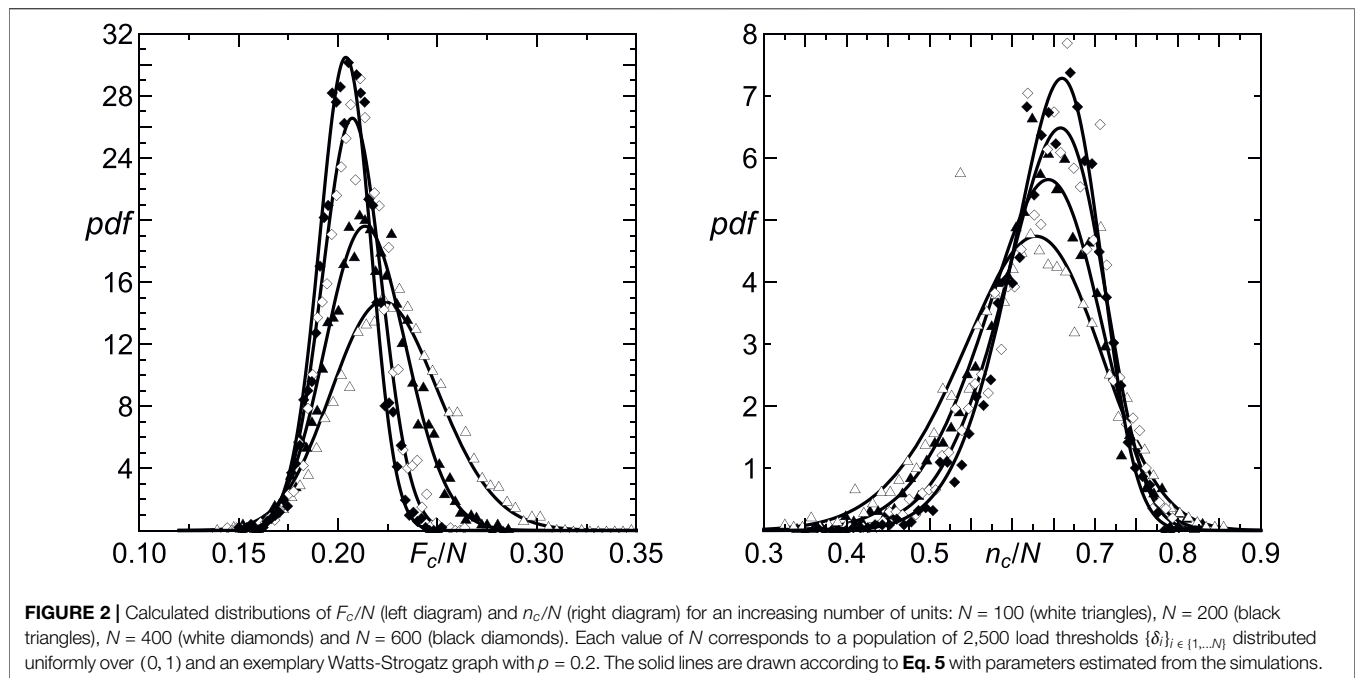 32
28
24
pdf
16
12
8
4
0.10 0.15 0.20 F_c/N 0.30 0.35
8
7
6
pdf
4
3
2
1
0.3 0.4 0.5 n_c/N 0.7 0.8 0.9
FIGURE 2 | Calculated distributions of F_c/N (left diagram) and n_c/N (right diagram) for an increasing number of units: N = 100 (white triangles), N = 200 (black
triangles), N = 400 (white diamonds) and N = 600 (black diamonds). Each value of N corresponds to a population of 2,500 load thresholds {δ_i}_{i ∈ {1,...N}} distributed
uniformly over (0, 1) and an exemplary Watts-Strogatz graph with p = 0.2. The solid lines are drawn according to Eq. 5 with parameters estimated from the simulations.